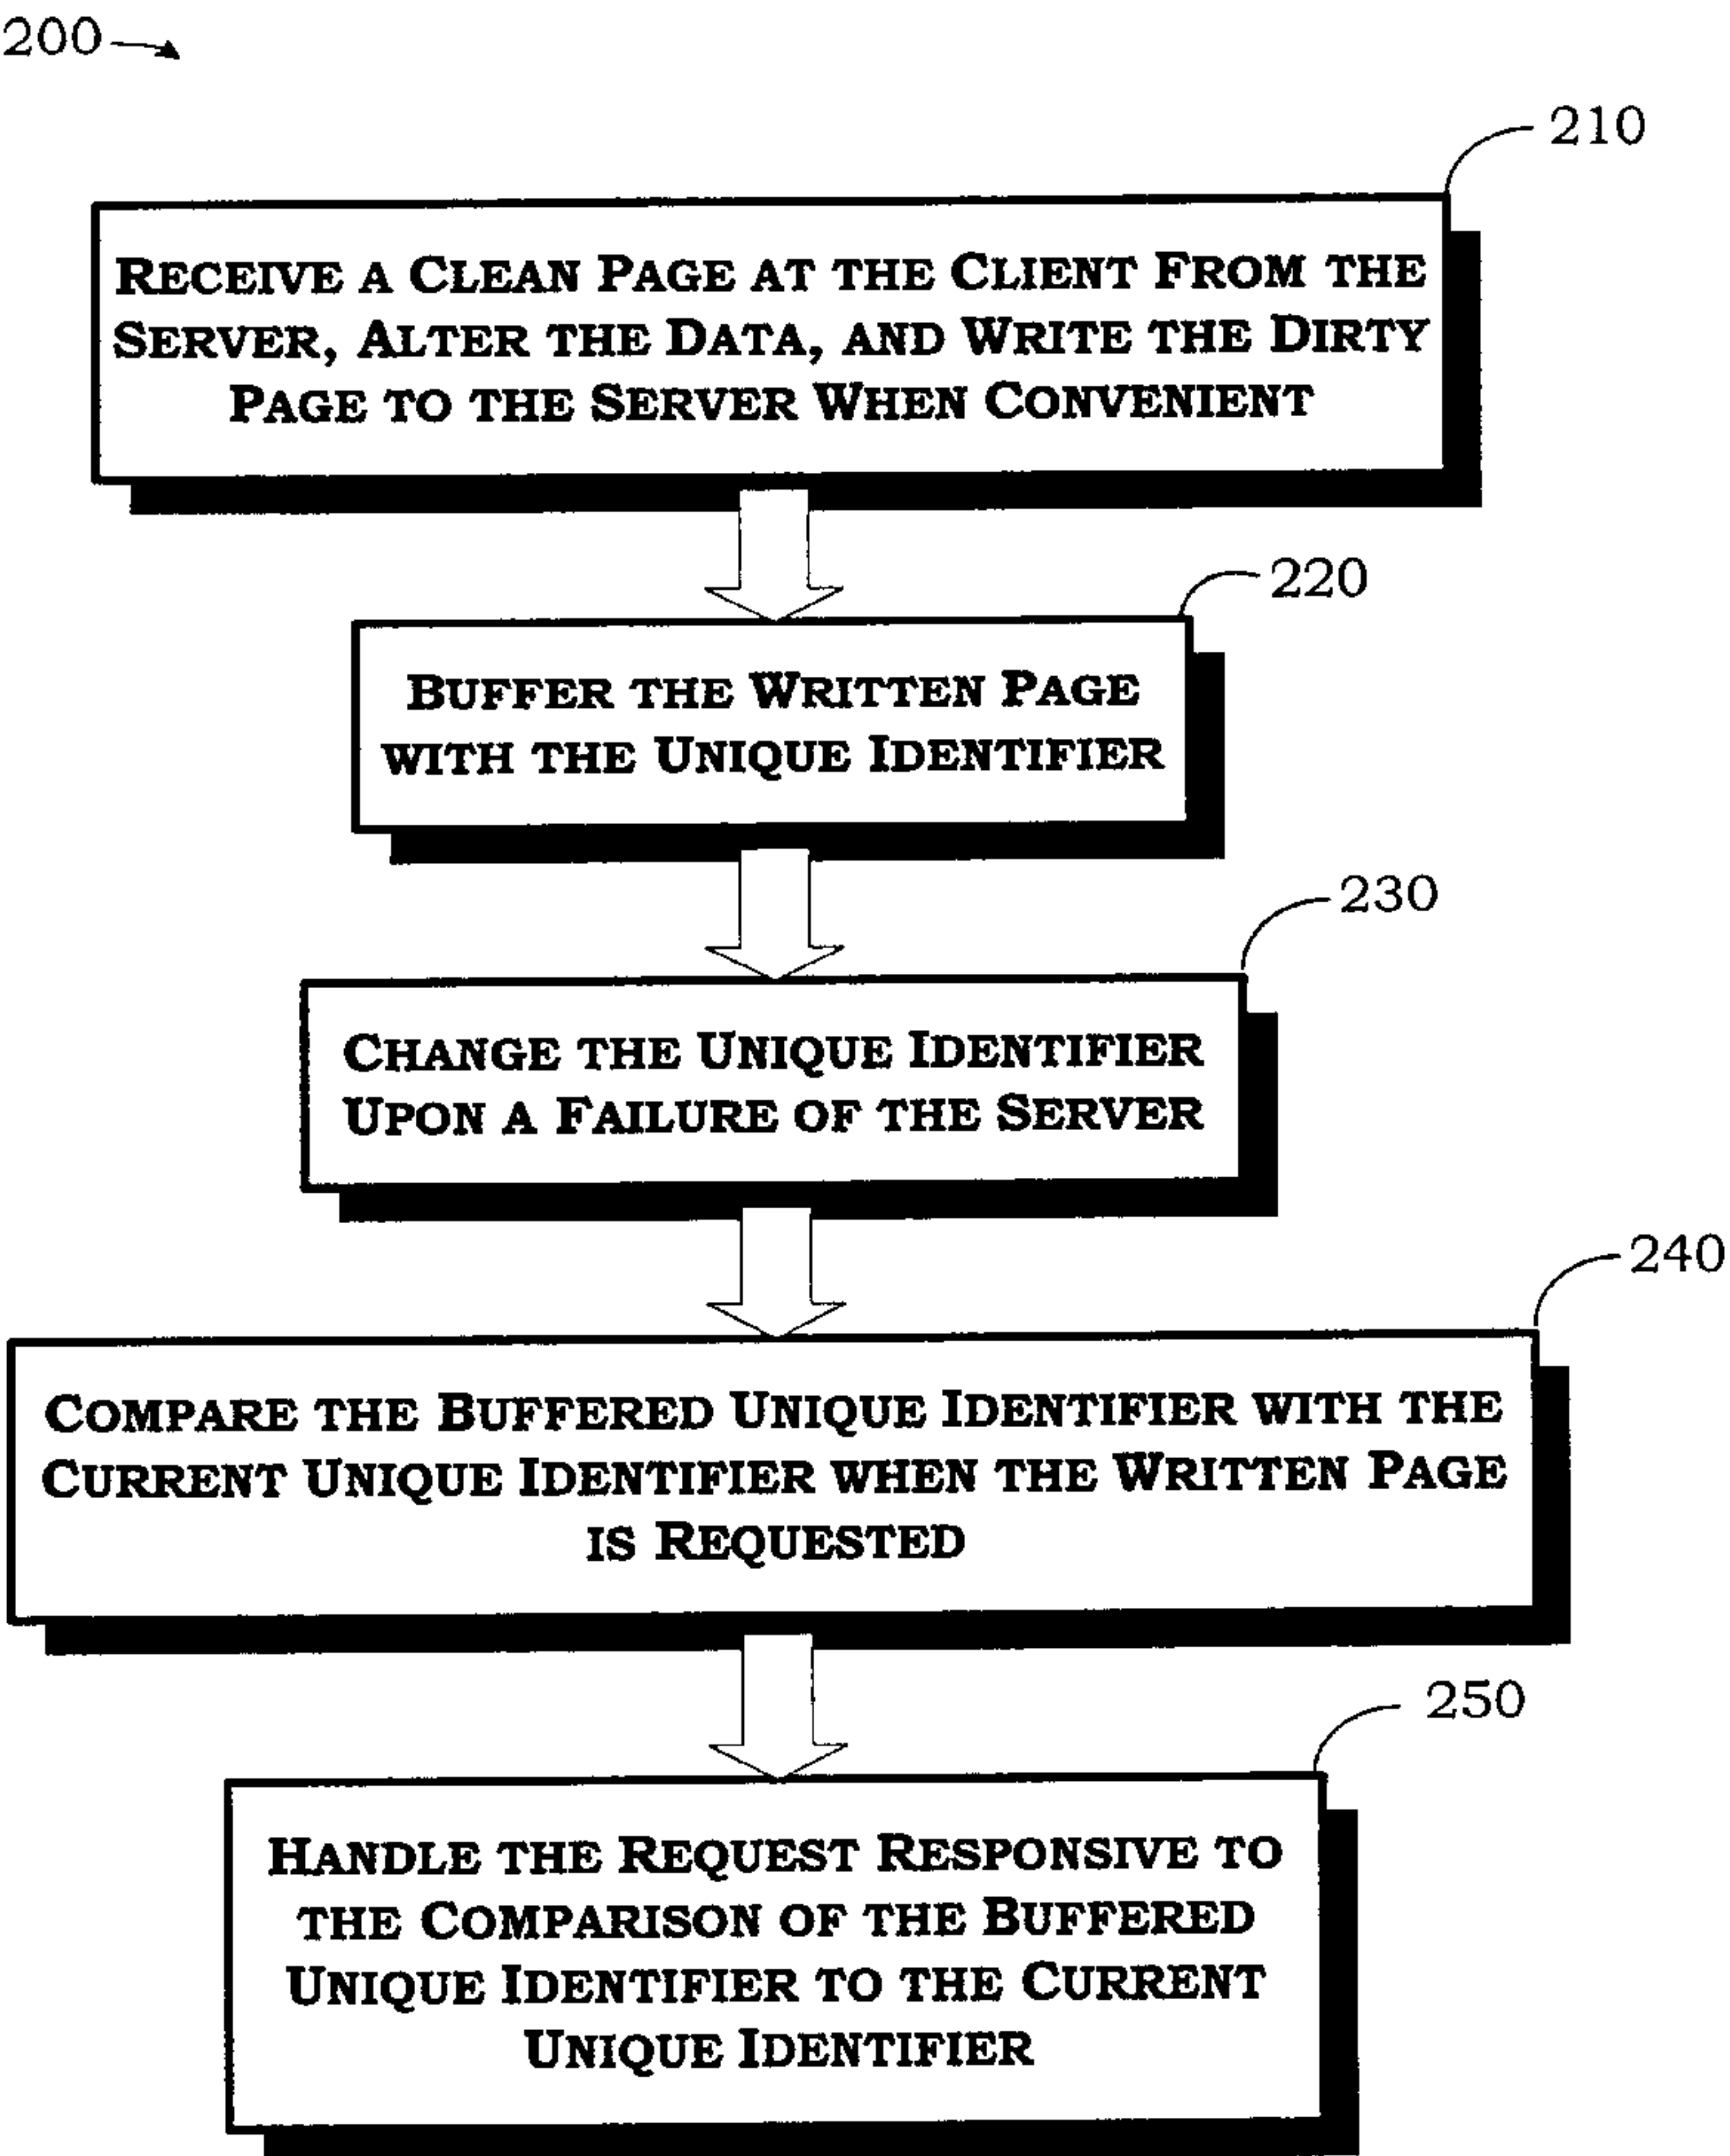 200
210
RECEIVE A CLEAN PAGE AT THE CLIENT FROM THE
SERVER, ALTER THE DATA, AND WRITE THE DIRTY
PAGE TO THE SERVER WHEN CONVENIENT
220
BUFFER THE WRITTEN PAGE
WITH THE UNIQUE IDENTIFIER
230
CHANGE THE UNIQUE IDENTIFIER
UPON A FAILURE OF THE SERVER
240
COMPARE THE BUFFERED UNIQUE IDENTIFIER WITH THE
CURRENT UNIQUE IDENTIFIER WHEN THE WRITTEN PAGE
IS REQUESTED
250
HANDLE THE REQUEST RESPONSIVE TO
THE COMPARISON OF THE BUFFERED
UNIQUE IDENTIFIER TO THE CURRENT
UNIQUE IDENTIFIER